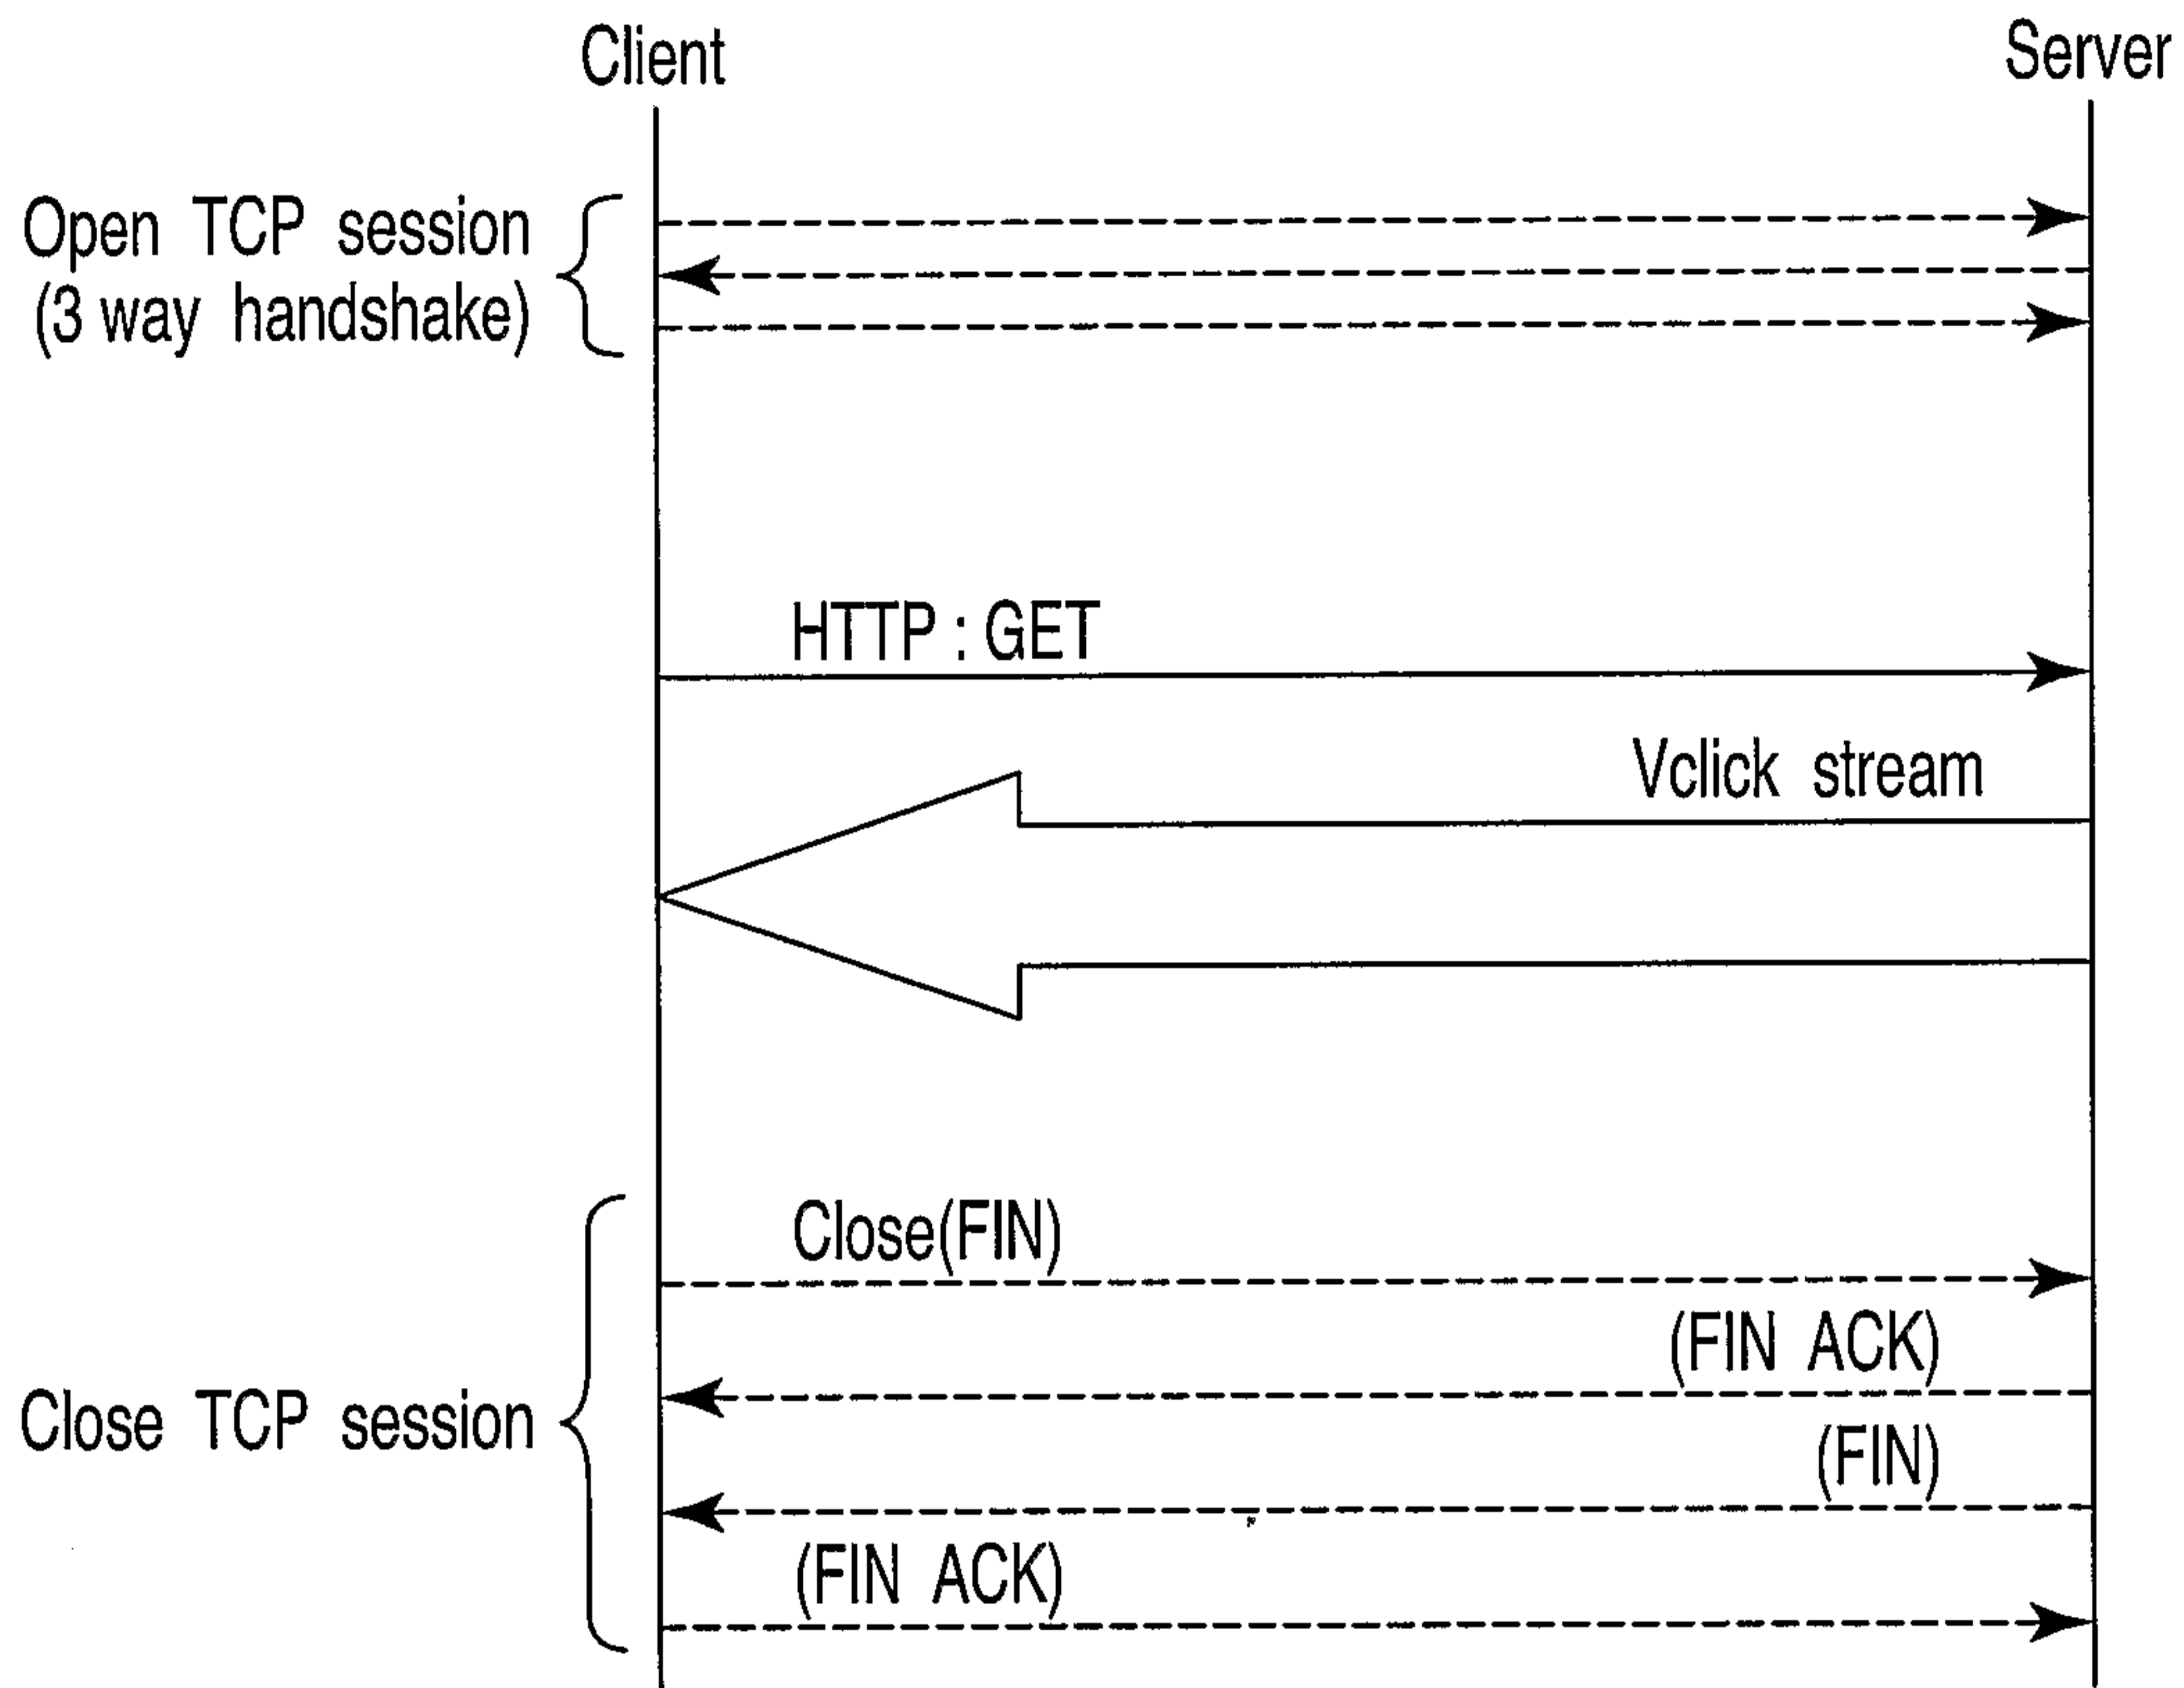 Client
Server
Open TCP session
(3 way handshake)
HTTP : GET
Vclick stream
Close(FIN)
(FIN ACK)
Close TCP session
(FIN)
(FIN ACK)